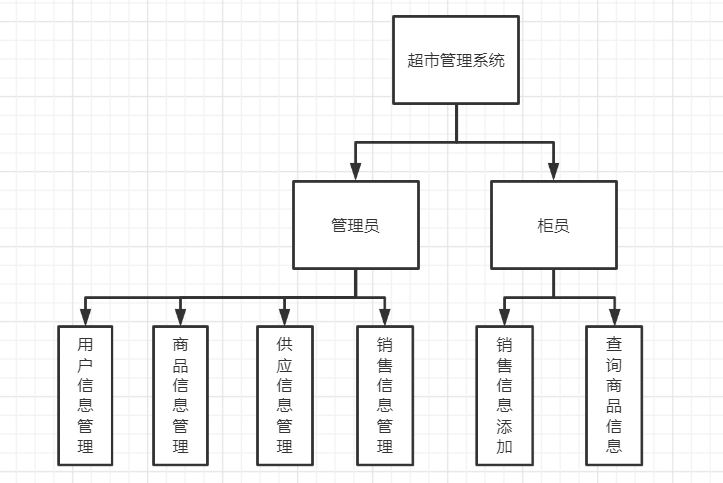 超市管理系统
管理员
柜员
用户信息管理
商品信息管理
供应信息管理
销售信息管理
销售信息添加
查询商品信息